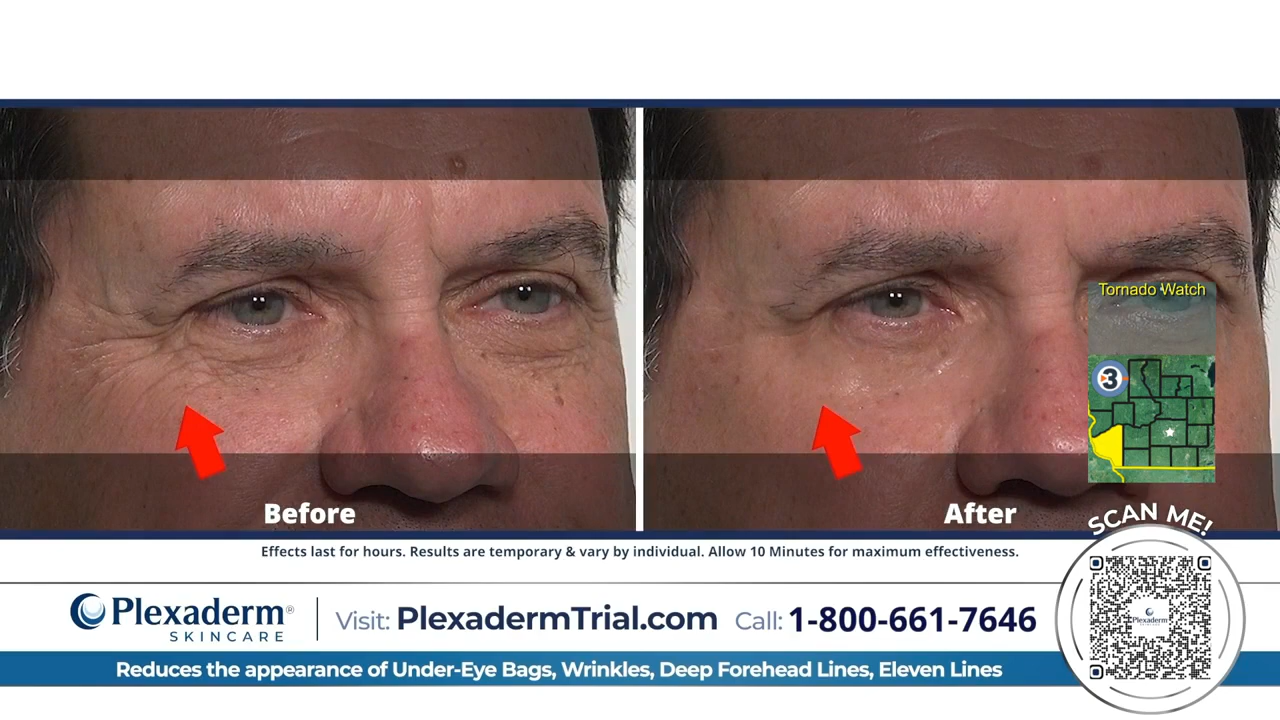 Tornado Watch
3
Before
After
SCAN ME!
Effects last for hours. Results are temporary & vary by individual. Allow 10 Minutes for maximum effectiveness.
Plexaderm®
SKINCARE
Visit: PlexadermTrial.com Call: 1-800-661-7646
Plexaderm
SKINCARE
Reduces the appearance of Under-Eye Bags, Wrinkles, Deep Forehead Lines, Eleven Lines